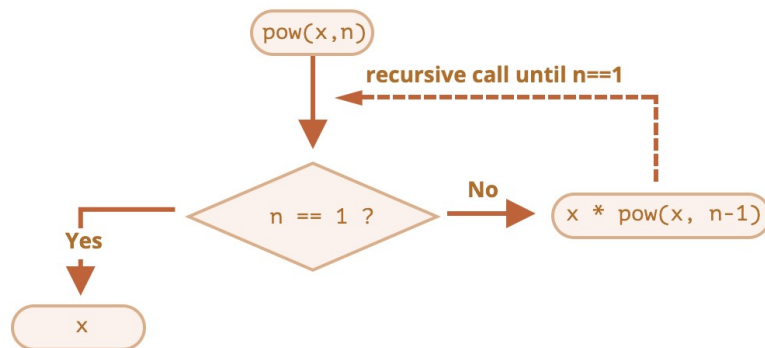 pow(x,n)
recursive call until n==1
n == 1 ?
No
x * pow(x, n-1)
Yes
x